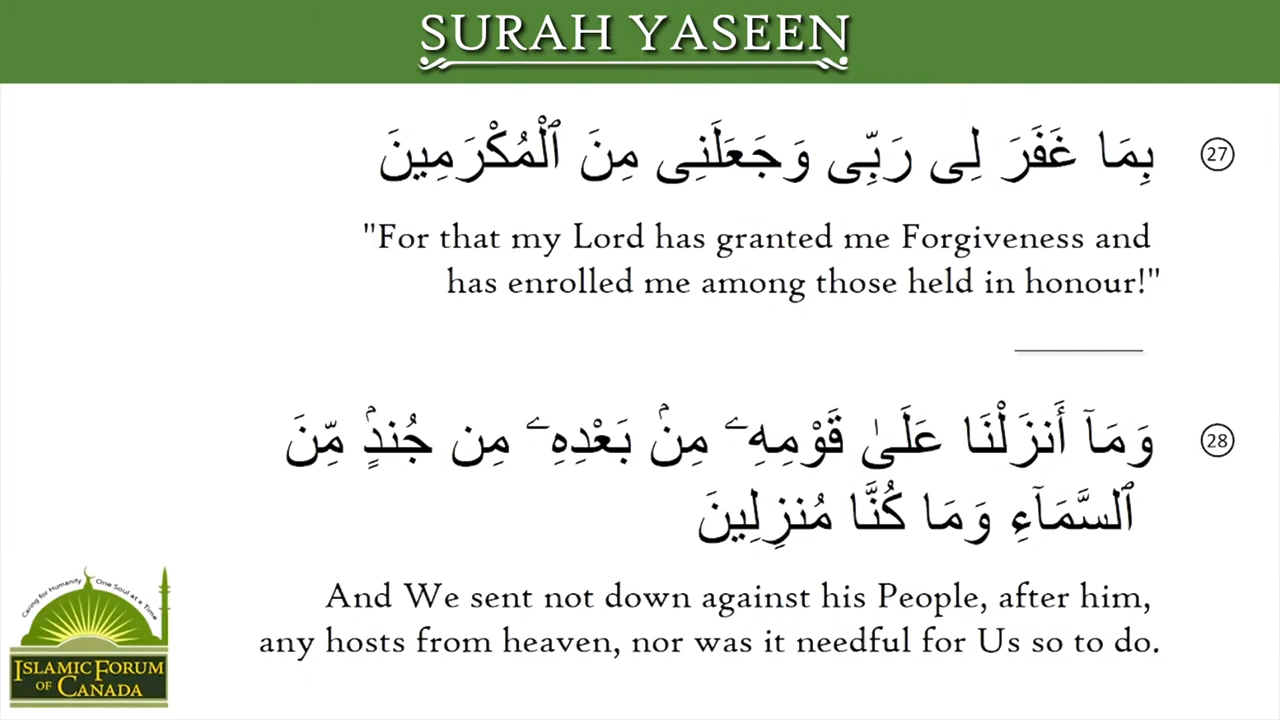 SURAH YASEEN
بِمَا غَفَرَ لِى رَبِّى وَجَعَلَنِى مِنَ ٱلْمُكْرَمِينَ 27
"For that my Lord has granted me Forgiveness and
has enrolled me among those held in honour!"
وَمَآ أَنزَلْنَا عَلَىٰ قَوْمِهِۦ مِنۢ بَعْدِهِۦ مِن جُندٍۢ مِّنَ 28
ٱلسَّمَآءِ وَمَا كُنَّا مُنزِلِينَ
And We sent not down against his People, after him,
any hosts from heaven, nor was it needful for Us so to do.
Caring for Humanity One Soul at a Time
ISLAMIC FORUM
OF CANADA